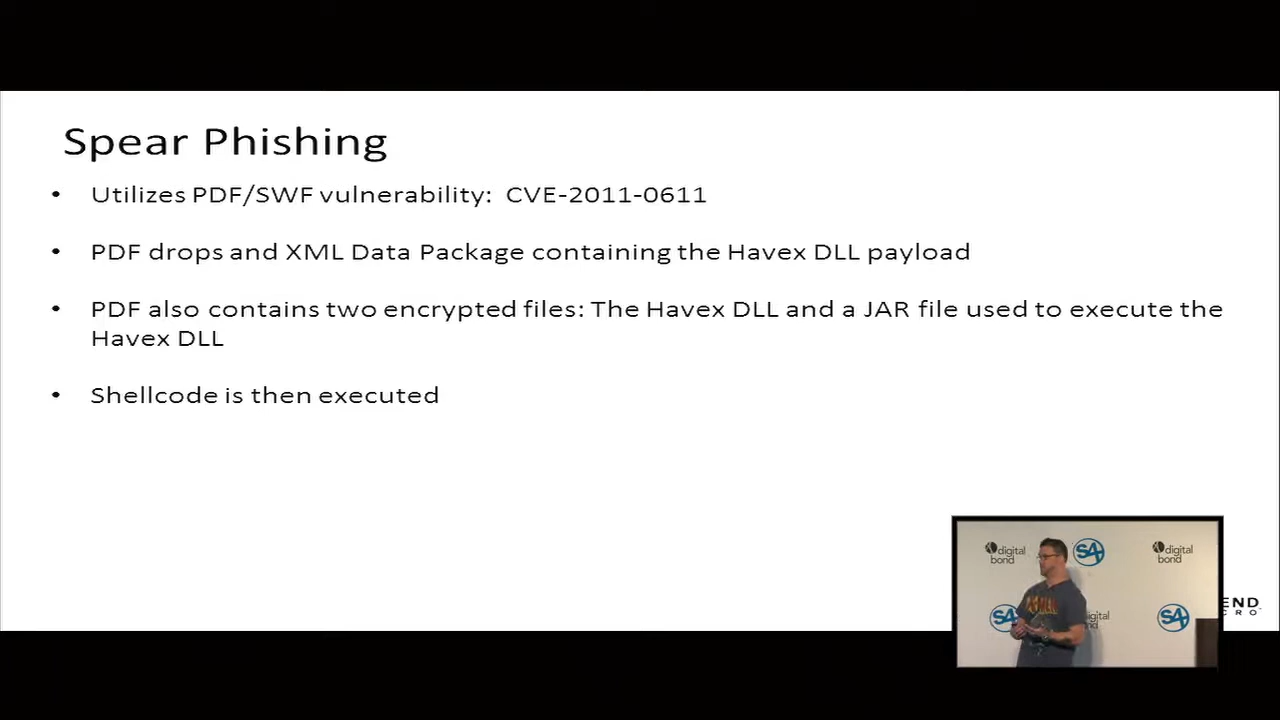 Spear Phishing
• Utilizes PDF/SWF vulnerability: CVE-2011-0611
• PDF drops and XML Data Package containing the Havex DLL payload
• PDF also contains two encrypted files: The Havex DLL and a JAR file used to execute the
Havex DLL
• Shellcode is then executed
digital
bond
S4
digital
bond
S4
digital
bond
S4
END
CRO